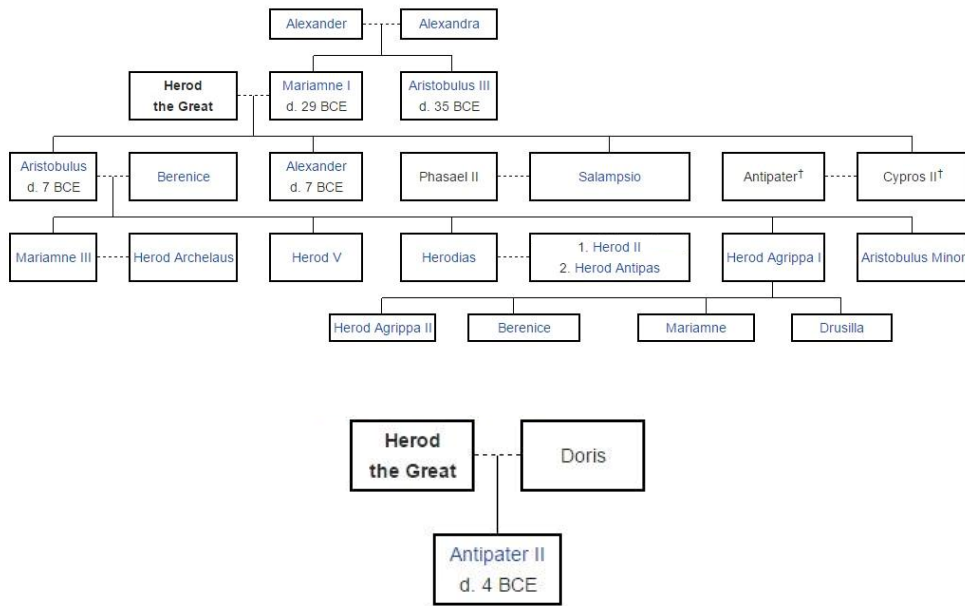 Alexander
Alexandra
Herod
the Great
Mariamne I
d. 29 BCE
Aristobulus III
d. 35 BCE
Aristobulus
d. 7 BCE
Berenice
Alexander
d. 7 BCE
Phasael II
Salampsio
Antipater†
Cypros II†
Mariamne III
Herod Archelaus
Herod V
Herodias
1. Herod II
2. Herod Antipas
Herod Agrippa I
Aristobulus Minor
Herod Agrippa II
Berenice
Mariamne
Drusilla
Herod
the Great
Doris
Antipater II
d. 4 BCE